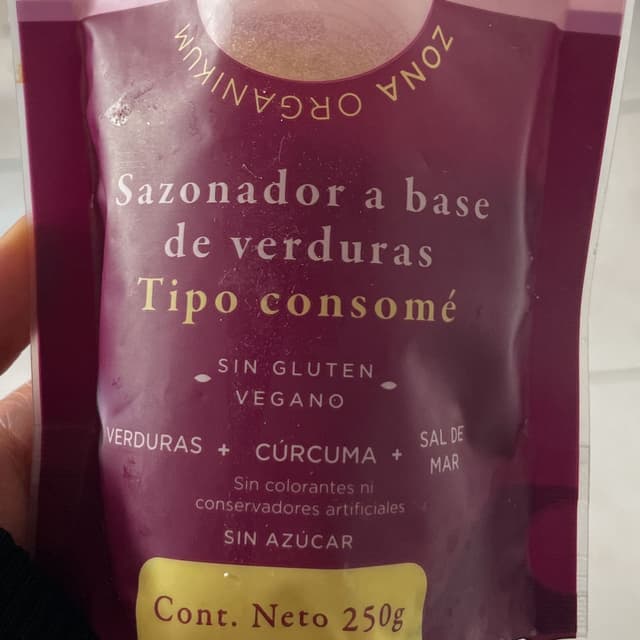 ZONA ORGANIKUM
Sazonador a base
de verduras
Tipo consomé
SIN GLUTEN
VEGANO
VERDURAS + CÚRCUMA + SAL DE
MAR
Sin colorantes ni
conservadores artificiales
SIN AZÚCAR
Cont. Neto 250g